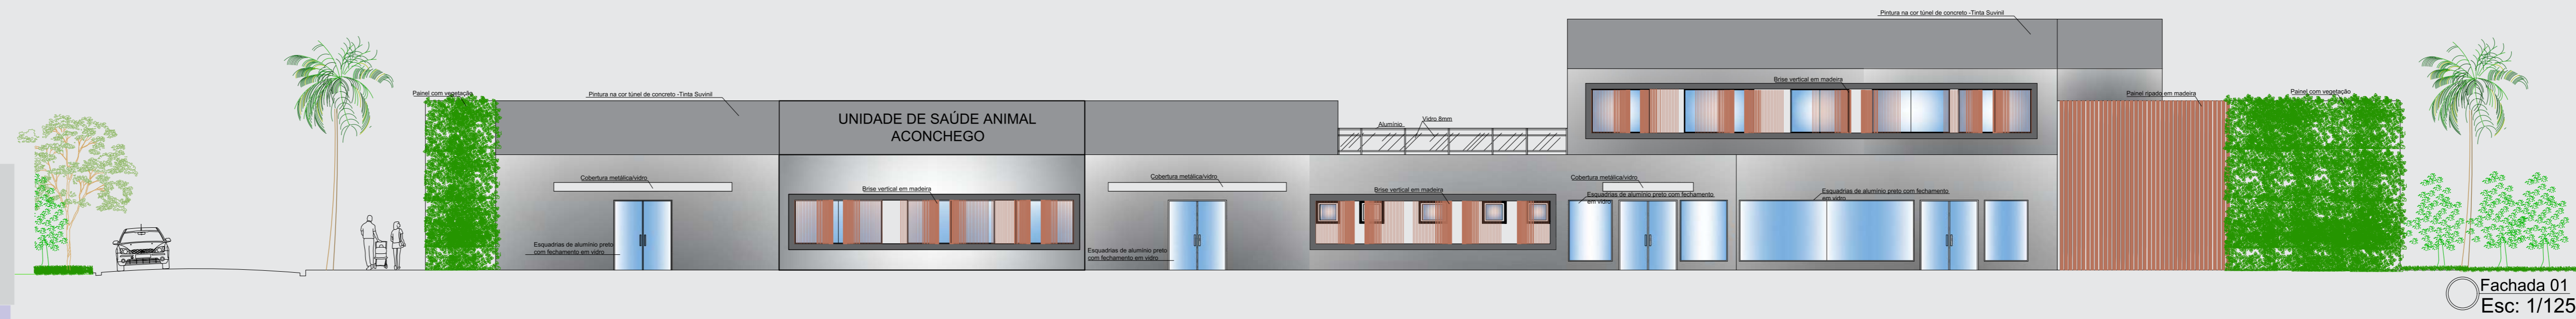 Pintura na cor túnel de concreto -Tinta Suvinil
Brise vertical em madeira
Painel com vegetação
Pintura na cor túnel de concreto -Tinta Suvinil
Painel ripado em madeira
Painel com vegetação
UNIDADE DE SAÚDE ANIMAL
ACONCHEGO
Alumínio
Vidro 8mm
Cobertura metálica/vidro
Cobertura metálica/vidro
Cobertura metálica/vidro
Brise vertical em madeira
Brise vertical em madeira
Esquadrias de alumínio preto com fechamento
em vidro
Esquadrias de alumínio preto com fechamento
em vidro
Esquadrias de alumínio preto
com fechamento em vidro
Esquadrias de alumínio preto
com fechamento em vidro
Fachada 01
Esc: 1/125